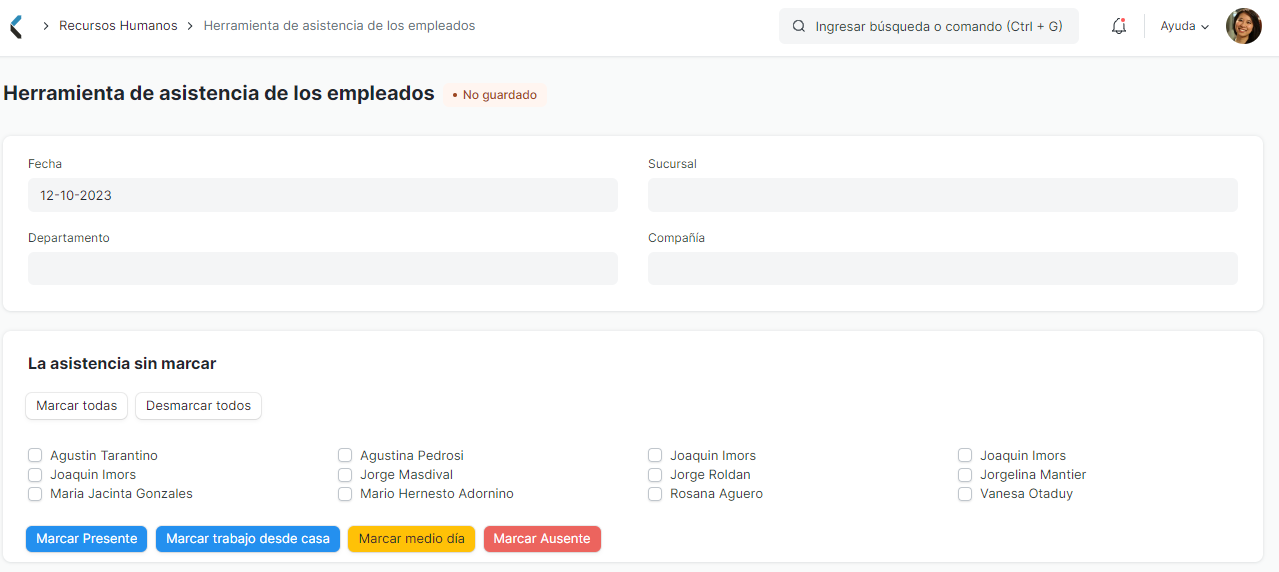 Recursos Humanos > Herramienta de asistencia de los empleados
Ingresar búsqueda o comando (Ctrl + G)
Ayuda
Herramienta de asistencia de los empleados
• No guardado
Fecha
Sucursal
12-10-2023
Departamento
Compañía
La asistencia sin marcar
Marcar todas
Desmarcar todos
Agustin Tarantino
Agustina Pedrosi
Joaquin Imors
Joaquin Imors
Joaquin Imors
Jorge Masdival
Jorge Roldan
Jorgelina Mantier
Maria Jacinta Gonzales
Mario Hernesto Adornino
Rosana Aguero
Vanesa Otaduy
Marcar Presente
Marcar trabajo desde casa
Marcar medio día
Marcar Ausente